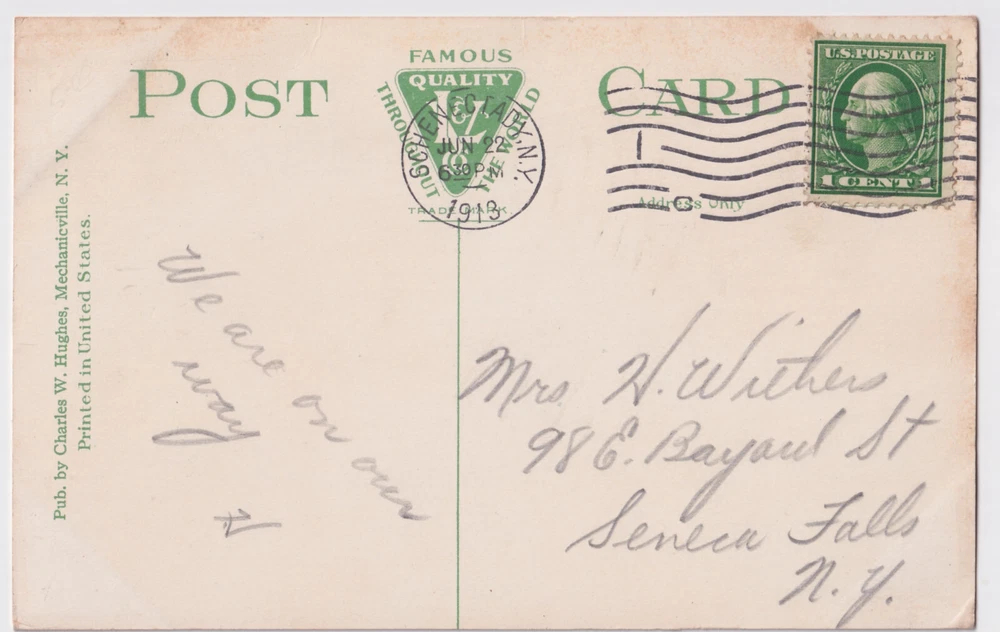 POST CARD
FAMOUS
QUALITY
THROUGHOUT THE WORLD
TRADE MARK.
SCHENECTADY, N.Y.
JUN 22
6 30 P.M.
1913
U.S. POSTAGE
1 CENT 1
Address Only
Pub. by Charles W. Hughes, Mechanicville, N. Y.
Printed in United States.
We are on our
way
H
Mrs H. Withers
98 E. Bayard St
Seneca Falls
N.Y.